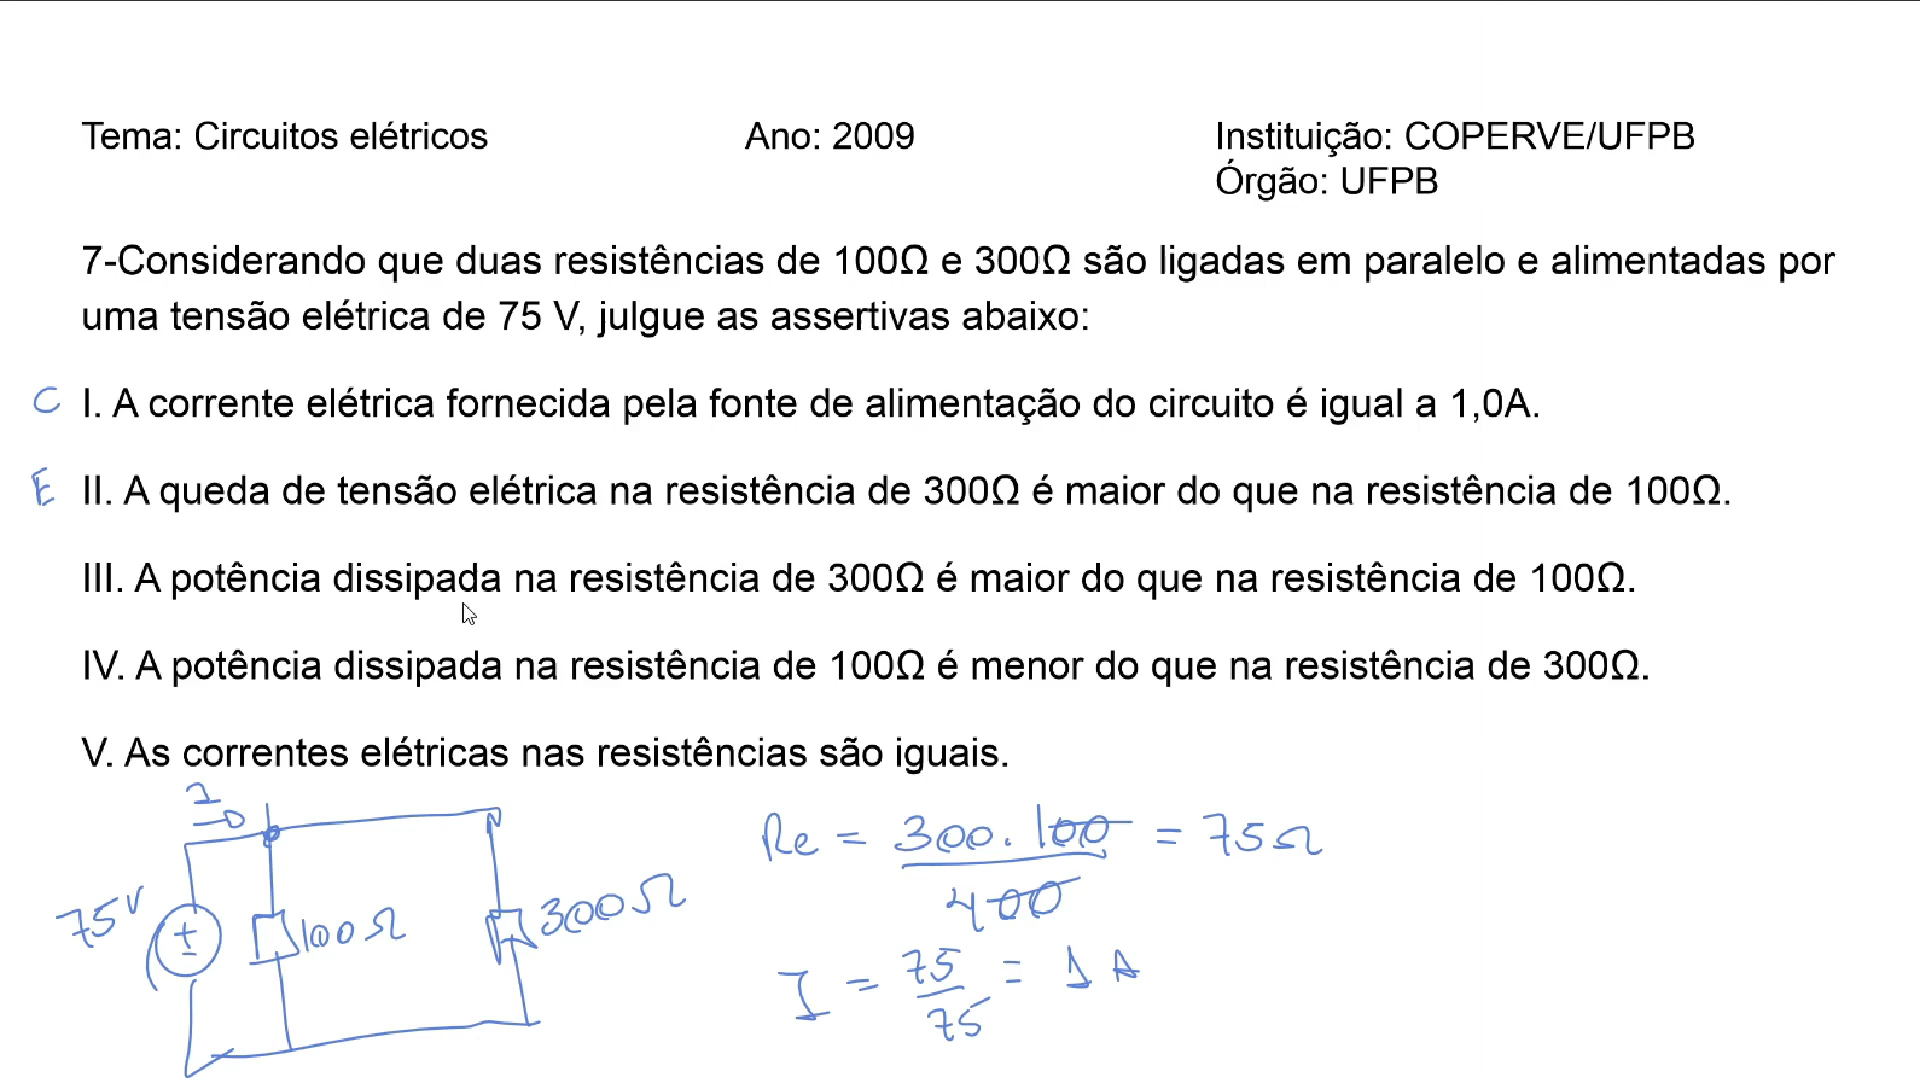 Tema: Circuitos elétricos Ano: 2009 Instituição: COPERVE/UFPB
Órgão: UFPB
7-Considerando que duas resistências de 100Ω e 300Ω são ligadas em paralelo e alimentadas por
uma tensão elétrica de 75 V, julgue as assertivas abaixo:
C I. A corrente elétrica fornecida pela fonte de alimentação do circuito é igual a 1,0A.
E II. A queda de tensão elétrica na resistência de 300Ω é maior do que na resistência de 100Ω.
III. A potência dissipada na resistência de 300Ω é maior do que na resistência de 100Ω.
IV. A potência dissipada na resistência de 100Ω é menor do que na resistência de 300Ω.
V. As correntes elétricas nas resistências são iguais.
I
75V
±
100Ω
300Ω
Re = 300.100 = 75Ω
400
I = 75 = 1A
75